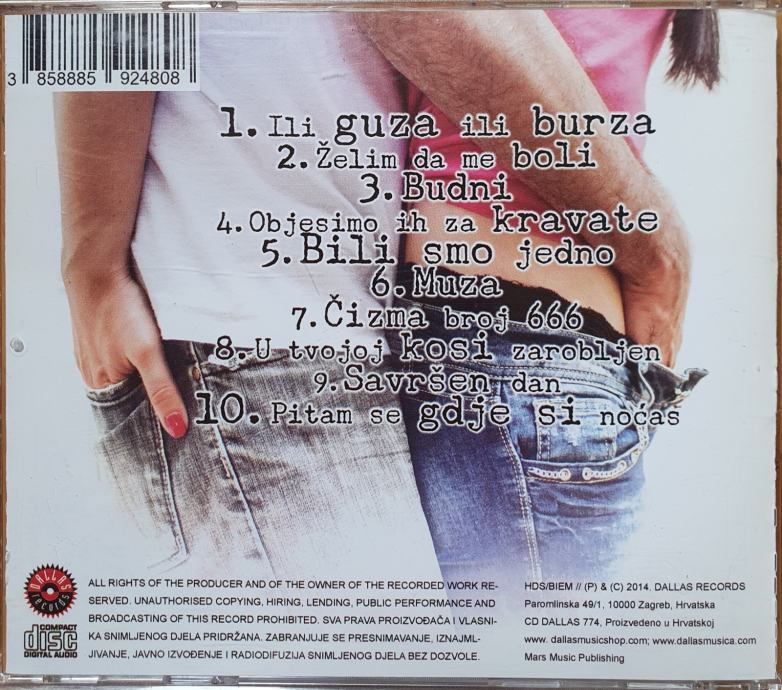 3 858885 924808
1. Ili guza ili burza
2. Želim da me boli
3. Budni
4. Objesimo ih za kravate
5. Bili smo jedno
6. Muza
7. Čizma broj 666
8. U tvojoj kosi zarobljen
9. Savršen dan
10. Pitam se gdje si noćas
DALLAS
RECORDS
COMPACT
disc
DIGITAL AUDIO
ALL RIGHTS OF THE PRODUCER AND OF THE OWNER OF THE RECORDED WORK RE-
SERVED. UNAUTHORISED COPYING, HIRING, LENDING, PUBLIC PERFORMANCE AND
BROADCASTING OF THIS RECORD PROHIBITED. SVA PRAVA PROIZVOĐAČA I VLASNI-
KA SNIMLJENOG DJELA PRIDRŽANA. ZABRANJUJE SE PRESNIMAVANJE, IZNAJML-
JIVANJE, JAVNO IZVOĐENJE I RADIODIFUZIJA SNIMLJENOG DJELA BEZ DOZVOLE.
HDS/BIEM // (P) & (C) 2014. DALLAS RECORDS
Paromlinska 49/1, 10000 Zagreb, Hrvatska
CD DALLAS 774, Proizvedeno u Hrvatskoj
www. dallasmusicshop.com; www.dallasmusica.com
Mars Music Publishing